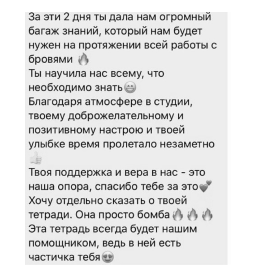 За эти 2 дня ты дала нам огромный
багаж знаний, который нам будет
нужен на протяжении всей работы с
бровями 🔥
Ты научила нас всему, что
необходимо знать😁
Благодаря атмосфере в студии,
твоему доброжелательному и
позитивному настрою и твоей
улыбке время пролетало незаметно
👍🏻
Твоя поддержка и вера в нас - это
наша опора, спасибо тебе за это💕
Хочу отдельно сказать о твоей
тетради. Она просто бомба🔥🔥🔥
Эта тетрадь всегда будет нашим
помощником, ведь в ней есть
частичка тебя😍